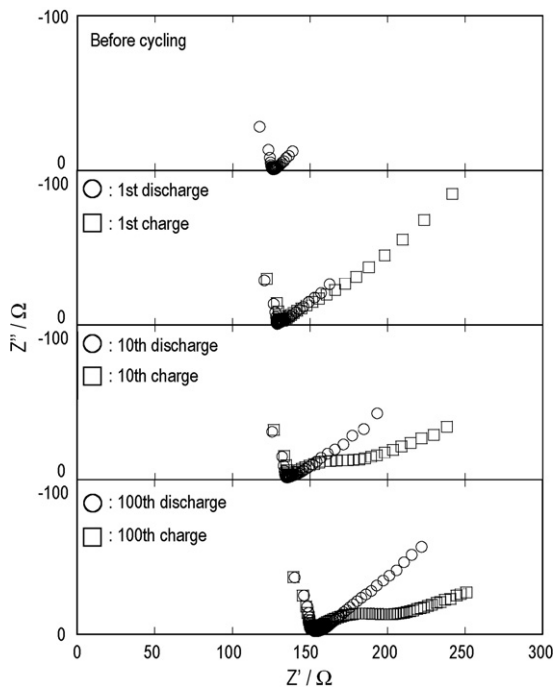 -100
Before cycling
0
-100
○ : 1st discharge
□ : 1st charge
0
-100
○ : 10th discharge
□ : 10th charge
0
-100
○ : 100th discharge
□ : 100th charge
0
0 50 100 150 200 250 300
Z' / Ω
Z'' / Ω